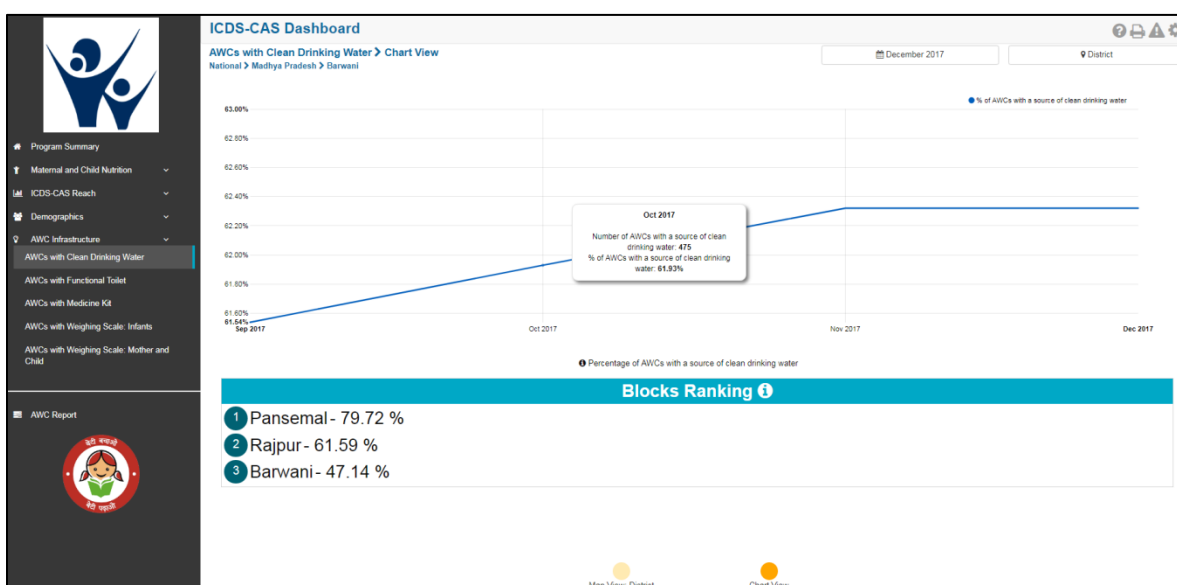 ICDS-CAS Dashboard
AWCs with Clean Drinking Water > Chart View
National > Madhya Pradesh > Barwani
December 2017
District
Program Summary
Maternal and Child Nutrition
ICDS-CAS Reach
Demographics
AWC Infrastructure
AWCs with Clean Drinking Water
AWCs with Functional Toilet
AWCs with Medicine Kit
AWCs with Weighing Scale: Infants
AWCs with Weighing Scale: Mother and
Child
AWC Report
बेटी बचाओ
बेटी पढ़ाओ
% of AWCs with a source of clean drinking water
63.00%
62.80%
62.60%
62.40%
62.20%
62.00%
61.80%
61.60%
61.54%
Oct 2017
Number of AWCs with a source of clean
drinking water: 475
% of AWCs with a source of clean drinking
water: 61.93%
Sep 2017
Oct 2017
Nov 2017
Dec 2017
Percentage of AWCs with a source of clean drinking water
Blocks Ranking
1 Pansemal - 79.72 %
2 Rajpur - 61.59 %
3 Barwani - 47.14 %
Map View: District
Chart View